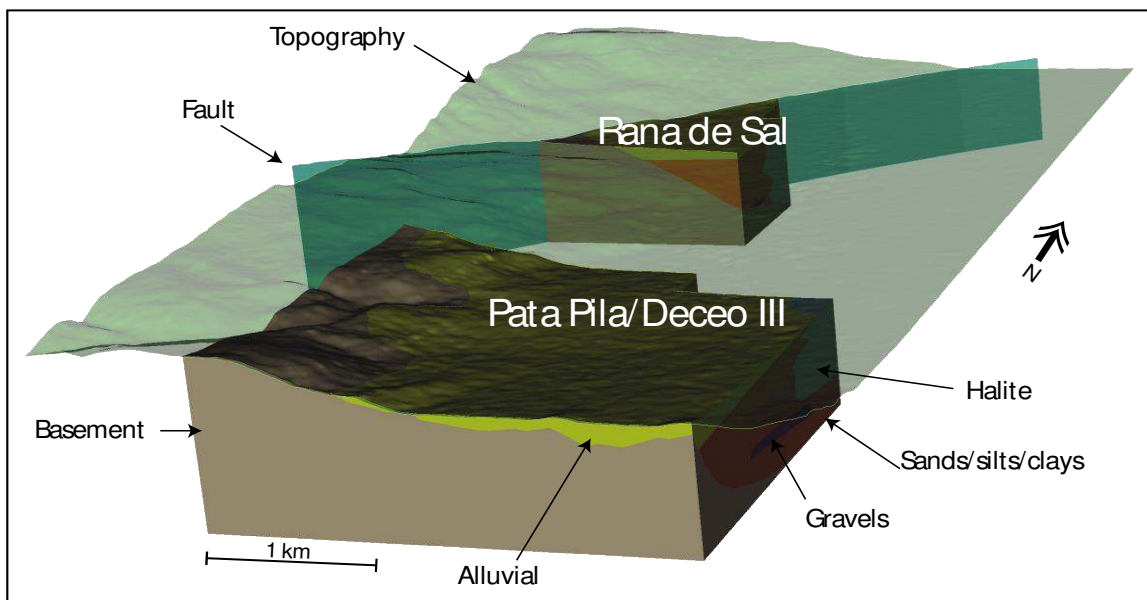 Topography
Fault
Rana de Sal
N
Pata Pila/Deceo III
Halite
Basement
Sands/silts/clays
Gravels
1 km
Alluvial